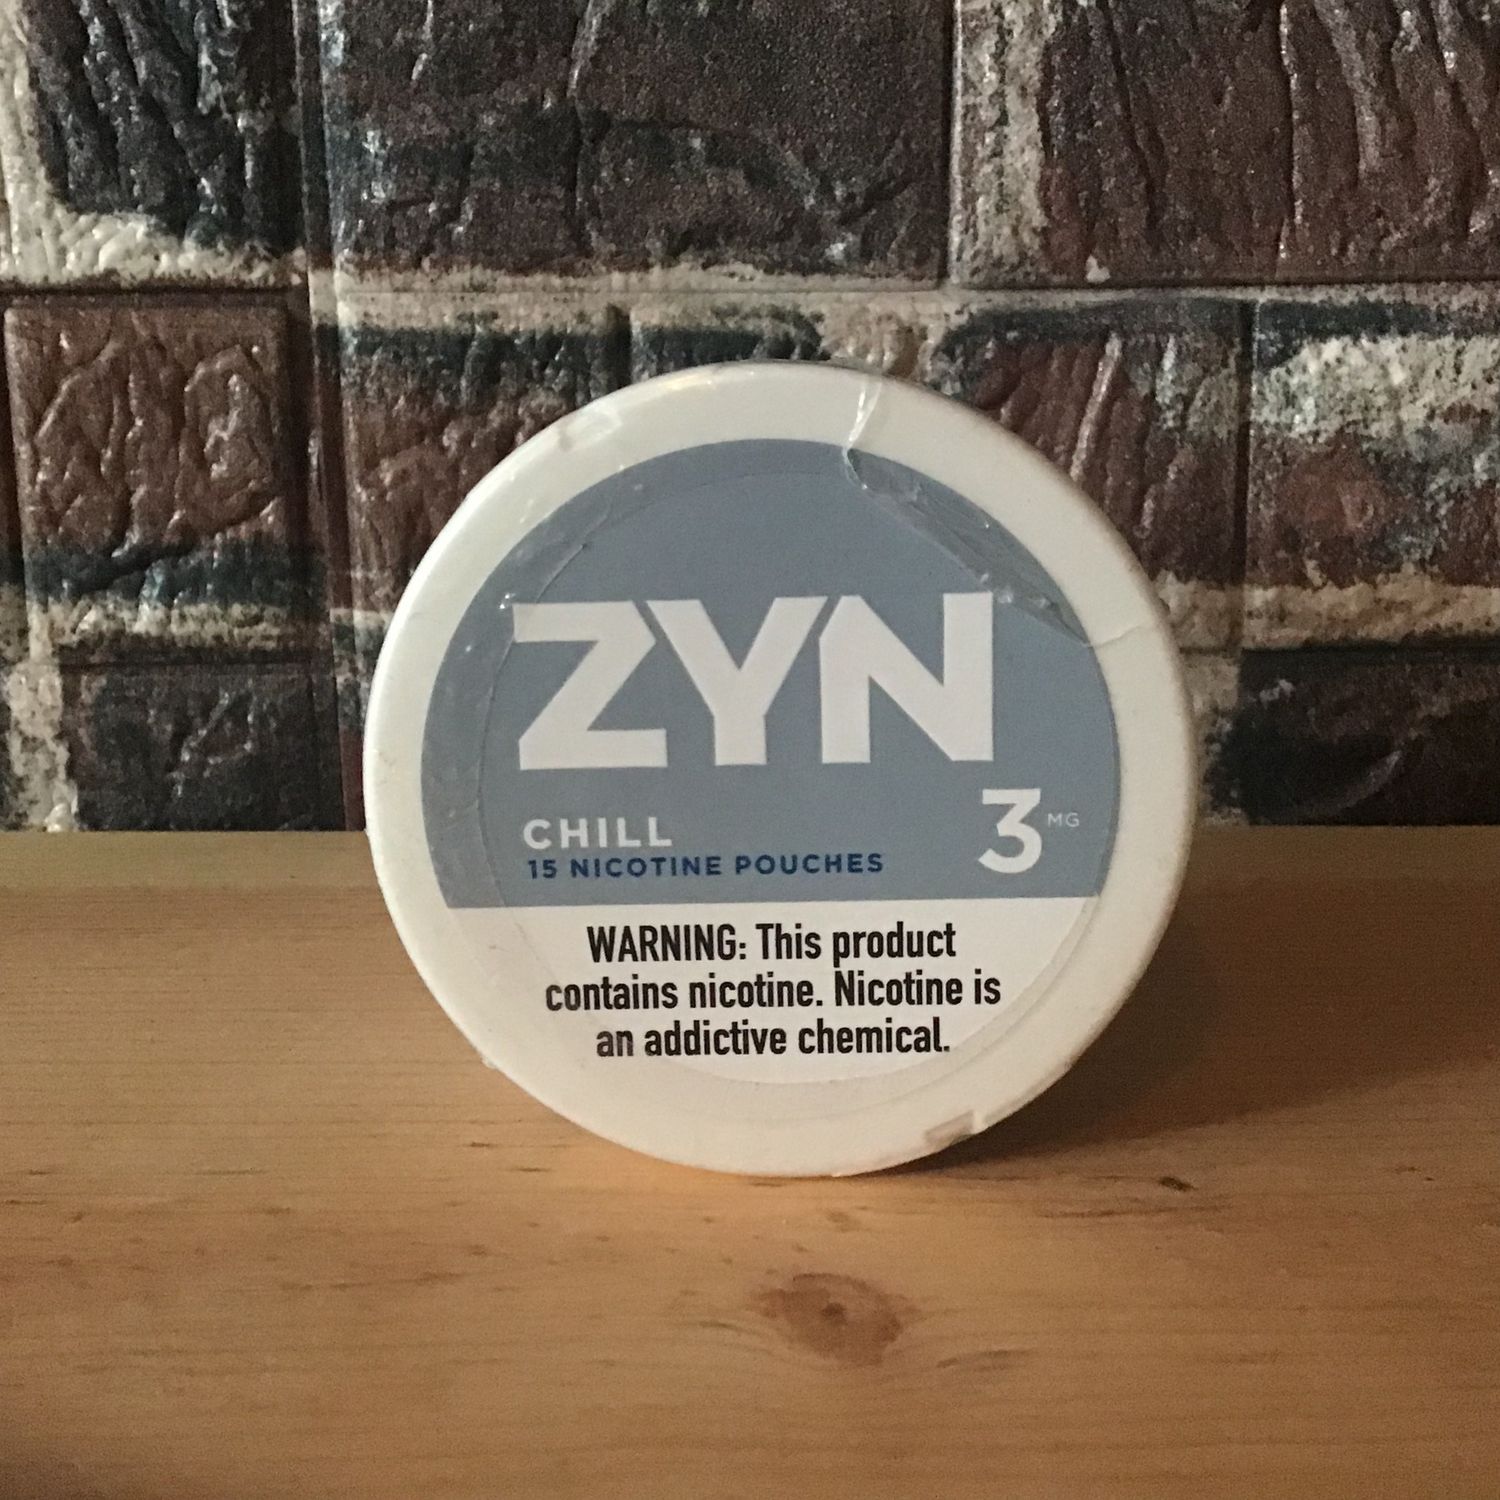 ZYN
CHILL
3 MG
15 NICOTINE POUCHES
WARNING: This product
contains nicotine. Nicotine is
an addictive chemical.